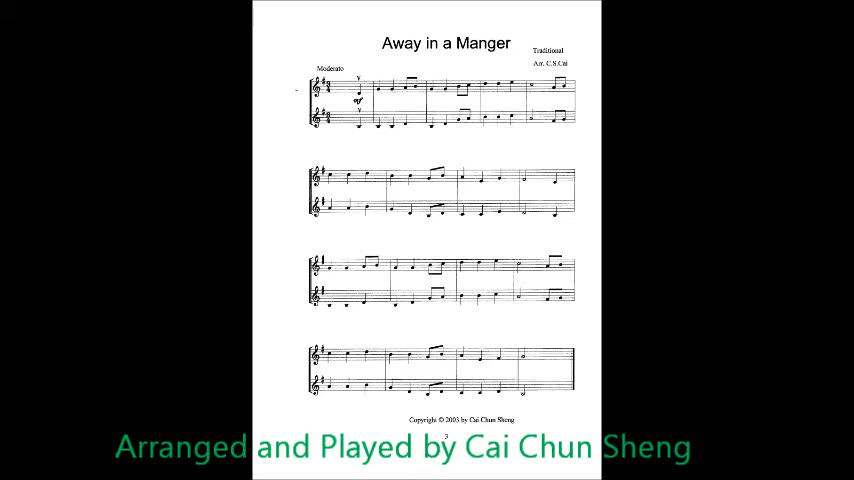 Away in a Manger
Traditional
Arr. C.S.Cai
Moderato
mf
Copyright © 2003 by Cai Chun Sheng
3
Arranged and Played by Cai Chun Sheng